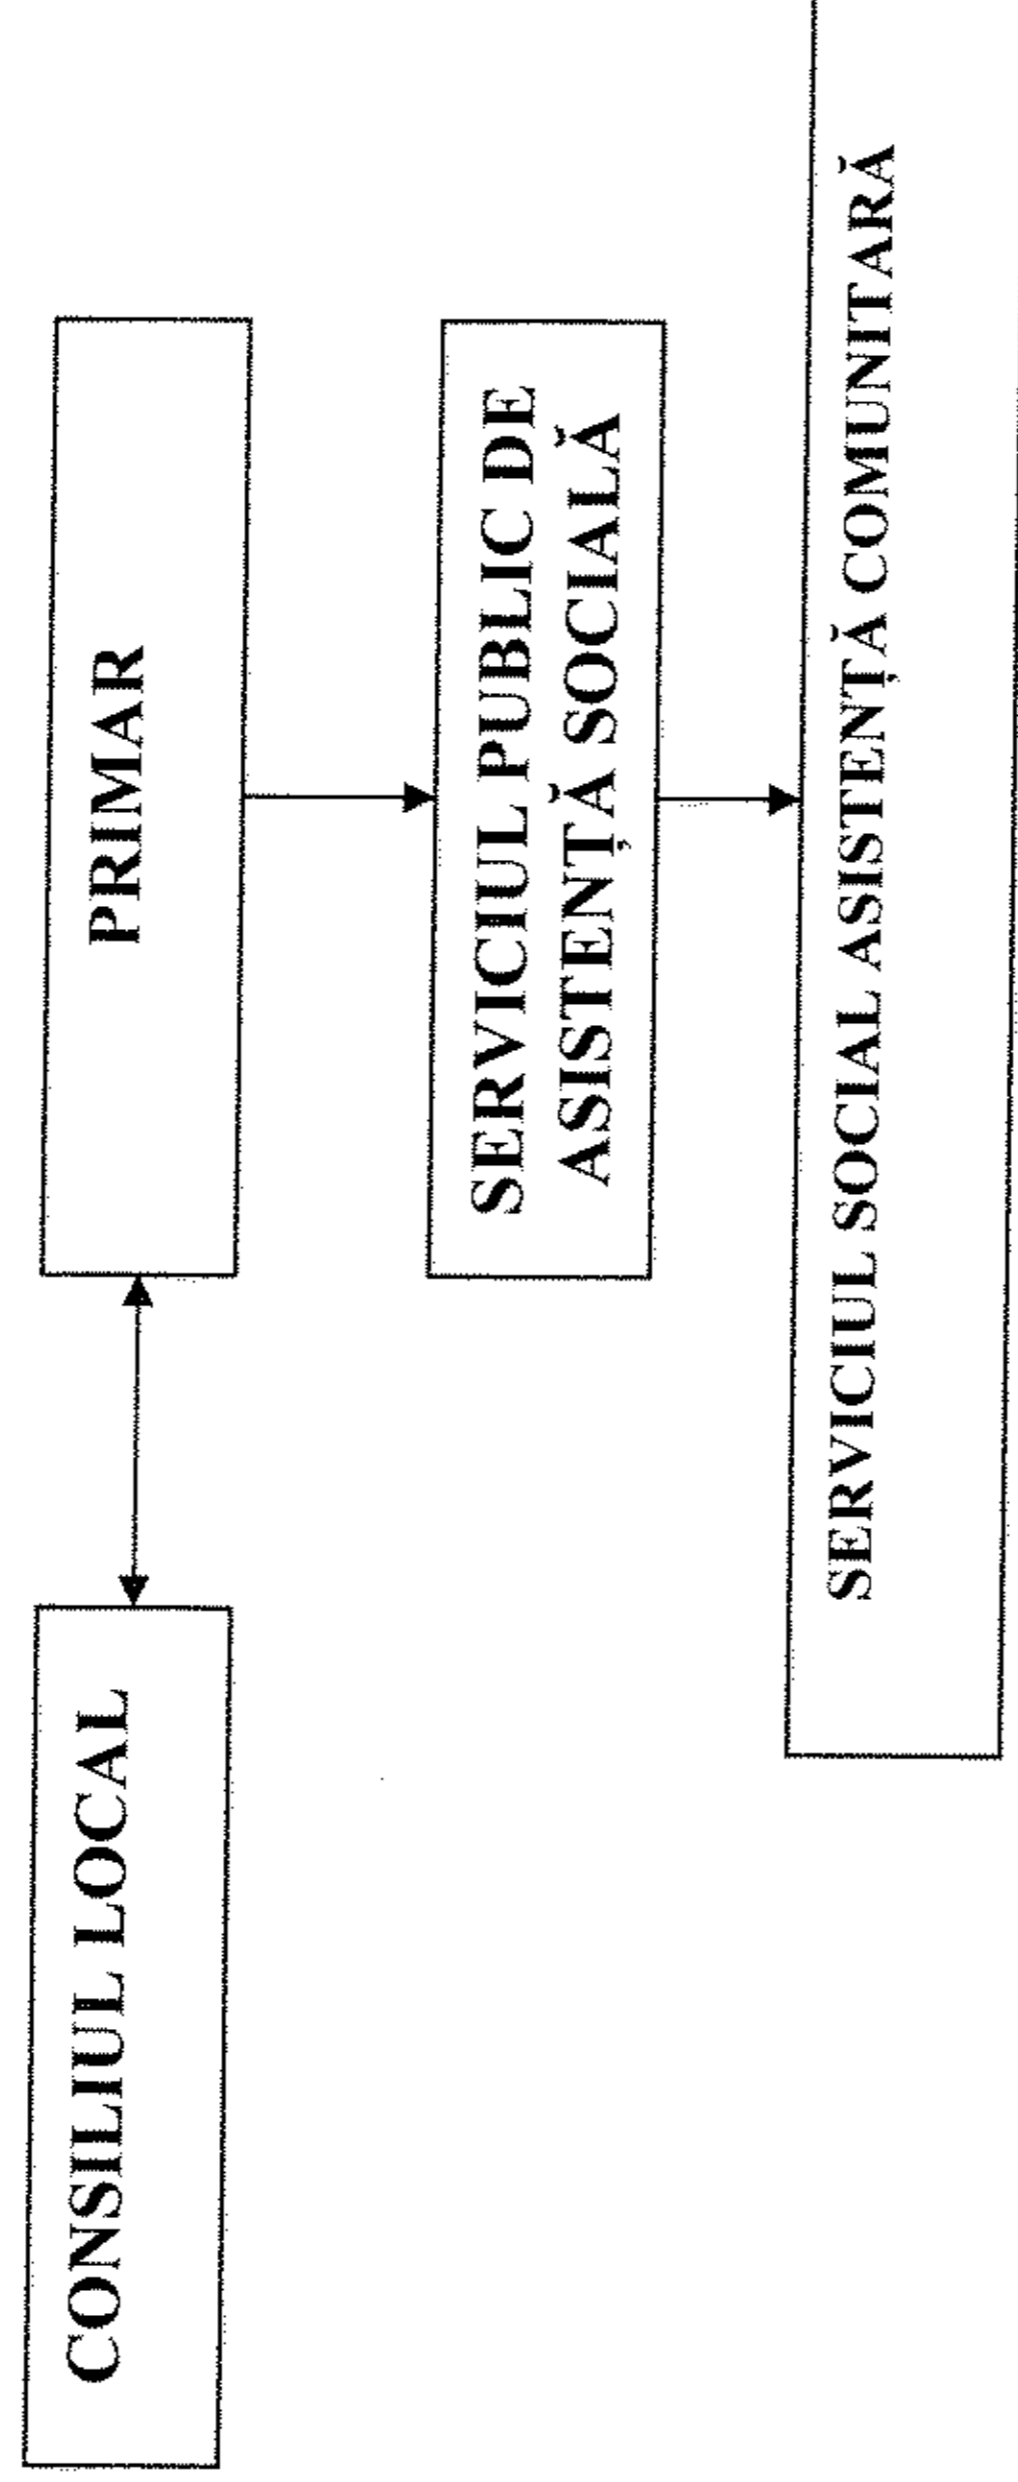 CONSILIUL LOCAL
PRIMAR
SERVICIUL PUBLIC DE
ASISTENȚĂ SOCIALĂ
SERVICIUL SOCIAL ASISTENȚĂ COMUNITARĂ